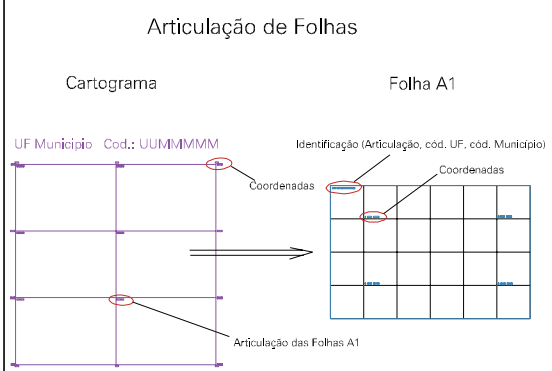 Articulação de Folhas
Cartograma
Folha A1
UF Municipio Cod.: UUMMMMM
Identificação (Articulação, cód. UF, cód. Município)
Coordenadas
Coordenadas
Articulação das Folhas A1